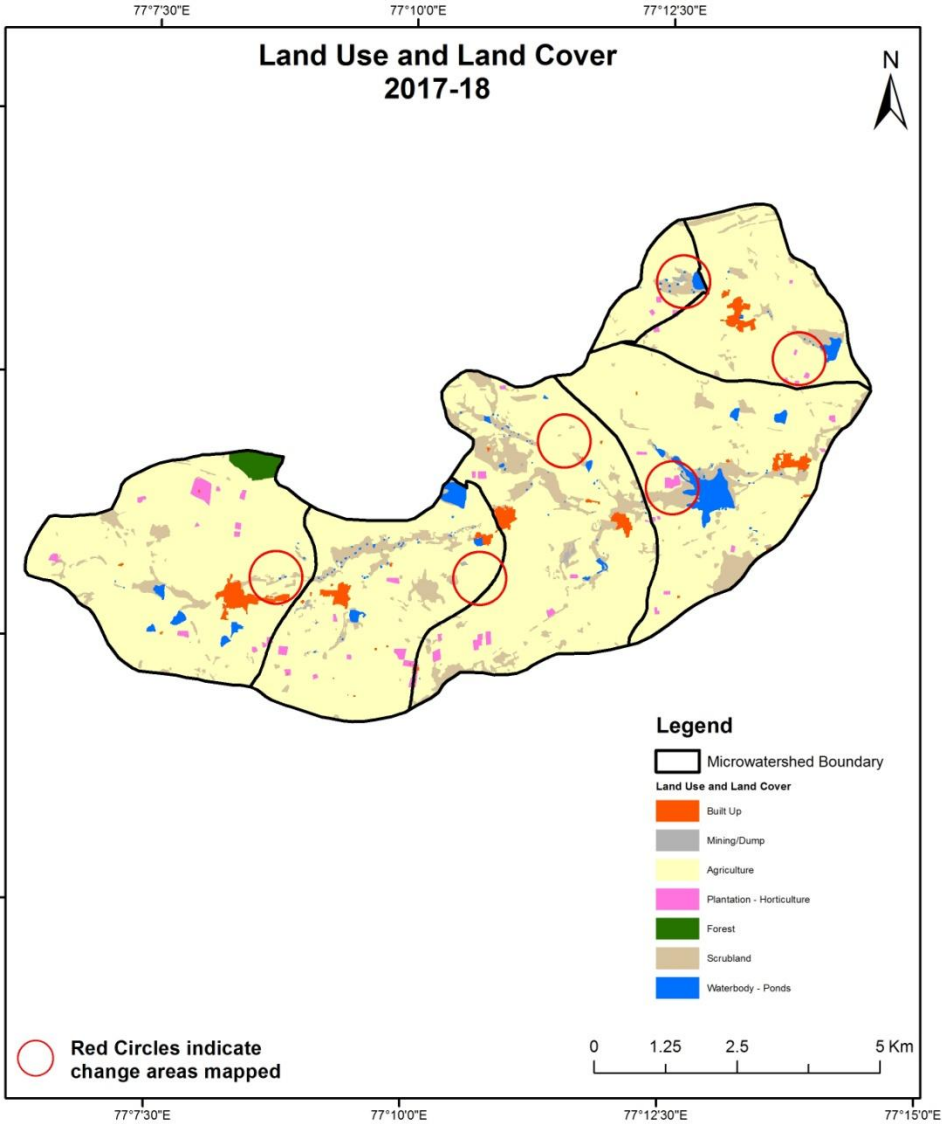 77°7'30"E 77°10'0"E 77°12'30"E
Land Use and Land Cover
2017-18
N
Legend
Microwatershed Boundary
Land Use and Land Cover
Built Up
Mining/Dump
Agriculture
Plantation - Horticulture
Forest
Scrubland
Waterbody - Ponds
Red Circles indicate
change areas mapped
0 1.25 2.5 5 Km
77°7'30"E 77°10'0"E 77°12'30"E 77°15'0"E